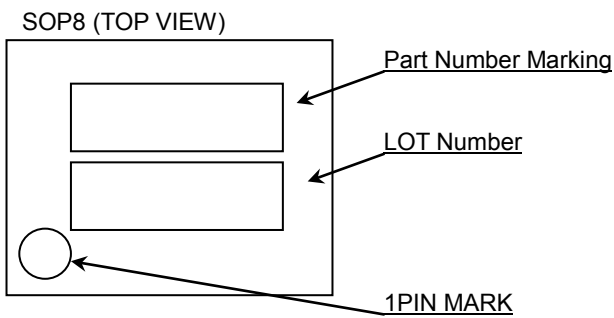 SOP8 (TOP VIEW)
Part Number Marking
LOT Number
1PIN MARK